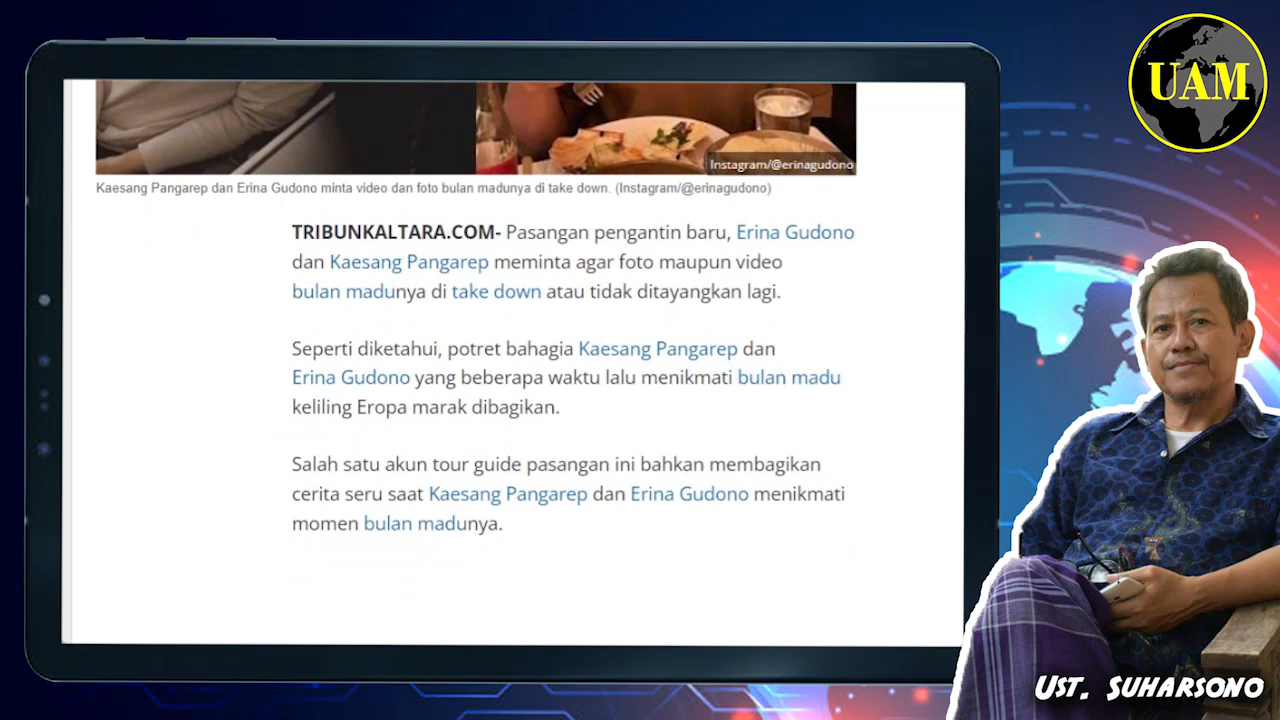 UAM
Instagram/@erinagudono
Kaesang Pangarep dan Erina Gudono minta video dan foto bulan madunya di take down. (Instagram/@erinagudono)
TRIBUNKALTARA.COM- Pasangan pengantin baru, Erina Gudono
dan Kaesang Pangarep meminta agar foto maupun video
bulan madunya di take down atau tidak ditayangkan lagi.
Seperti diketahui, potret bahagia Kaesang Pangarep dan
Erina Gudono yang beberapa waktu lalu menikmati bulan madu
keliling Eropa marak dibagikan.
Salah satu akun tour guide pasangan ini bahkan membagikan
cerita seru saat Kaesang Pangarep dan Erina Gudono menikmati
momen bulan madunya.
UST. SUHARSONO